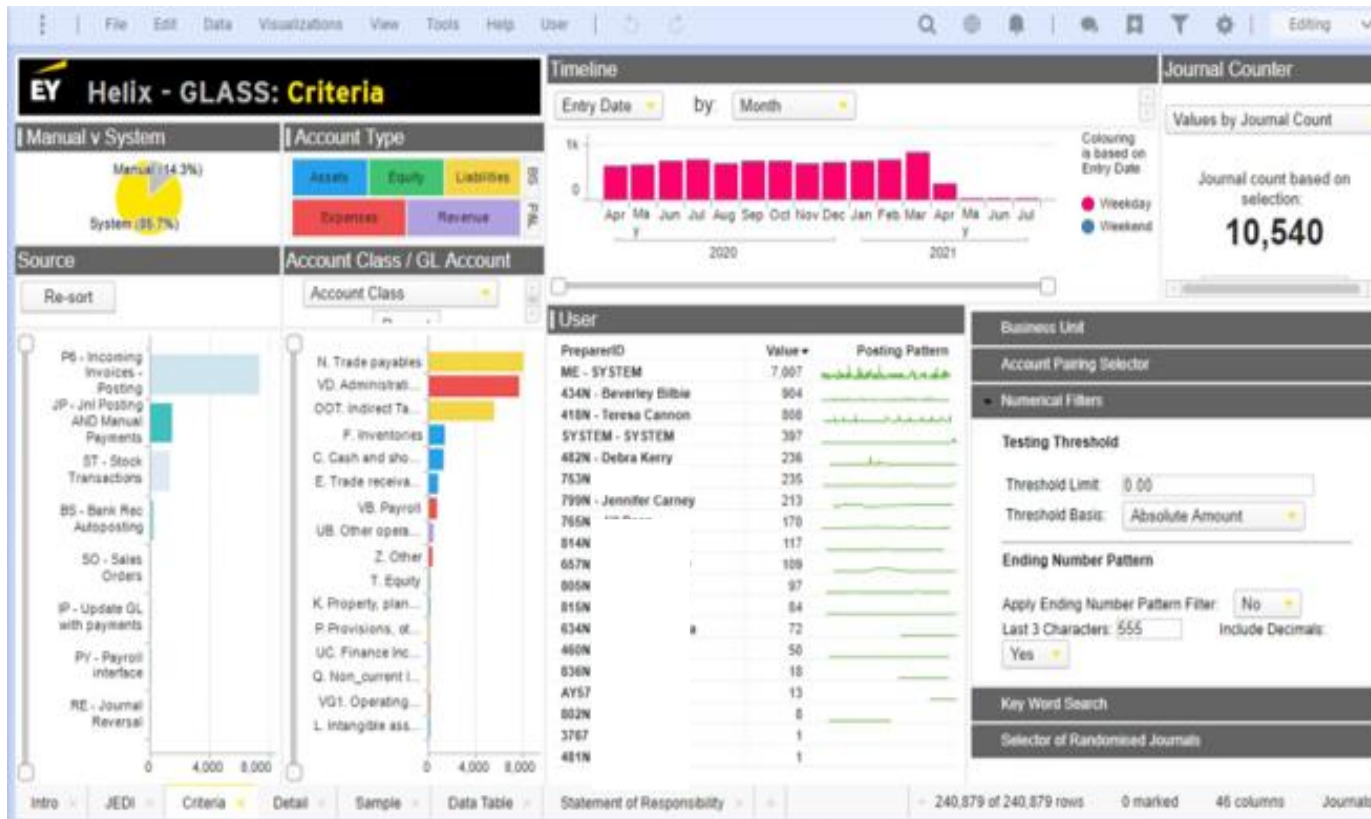 File Edit Data Visualizations View Tools Help User Editing
EY Helix - GLASS: Criteria
Manual v System
Manual (14.3%)
System (85.7%)
Account Type
Assets Equity Liabilities BS
Expenses Revenue P&L
Timeline
Entry Date by: Month
1k
0
Apr Ma Jun Jul Aug Sep Oct Nov Dec Jan Feb Mar Apr Ma Jun Jul
y y
2020 2021
Colouring
is based on
Entry Date
Weekday
Weekend
Journal Counter
Values by Journal Count
Journal count based on
selection:
10,540
Source
Re-sort
P6 - Incoming
Invoices -
Posting
JP - Jnl Posting
AND Manual
Payments
ST - Stock
Transactions
BS - Bank Rec
Autoposting
SO - Sales
Orders
IP - Update GL
with payments
PY - Payroll
interface
RE - Journal
Reversal
0 4,000 8,000
Account Class / GL Account
Account Class
N. Trade payables
VD. Administrati...
OOT. Indirect Ta...
F. Inventories
C. Cash and sho...
E. Trade receiva...
VB. Payroll
UB. Other opera...
Z. Other
T. Equity
K. Property, plan...
P. Provisions, ot...
UC. Finance Inc...
Q. Non_current l...
VG1. Operating...
L. Intangible ass...
0 4,000 8,000
User
PreparerID Value Posting Pattern
ME - SYSTEM 7,007
434N - Beverley Bilbie 904
418N - Teresa Cannon 808
SYSTEM - SYSTEM 397
482N - Debra Kerry 236
763N 235
799N - Jennifer Carney 213
765N 170
814N 117
657N 109
805N 97
815N 84
634N 72
460N 50
836N 18
AY57 13
802N 8
3767 1
481N 1
Business Unit
Account Pairing Selector
Numerical Filters
Testing Threshold
Threshold Limit: 0.00
Threshold Basis: Absolute Amount
Ending Number Pattern
Apply Ending Number Pattern Filter: No
Last 3 Characters: 555 Include Decimals:
Yes
Key Word Search
Selector of Randomised Journals
Intro JEDI Criteria Detail Sample Data Table Statement of Responsibility + 240,879 of 240,879 rows 0 marked 46 columns Journals